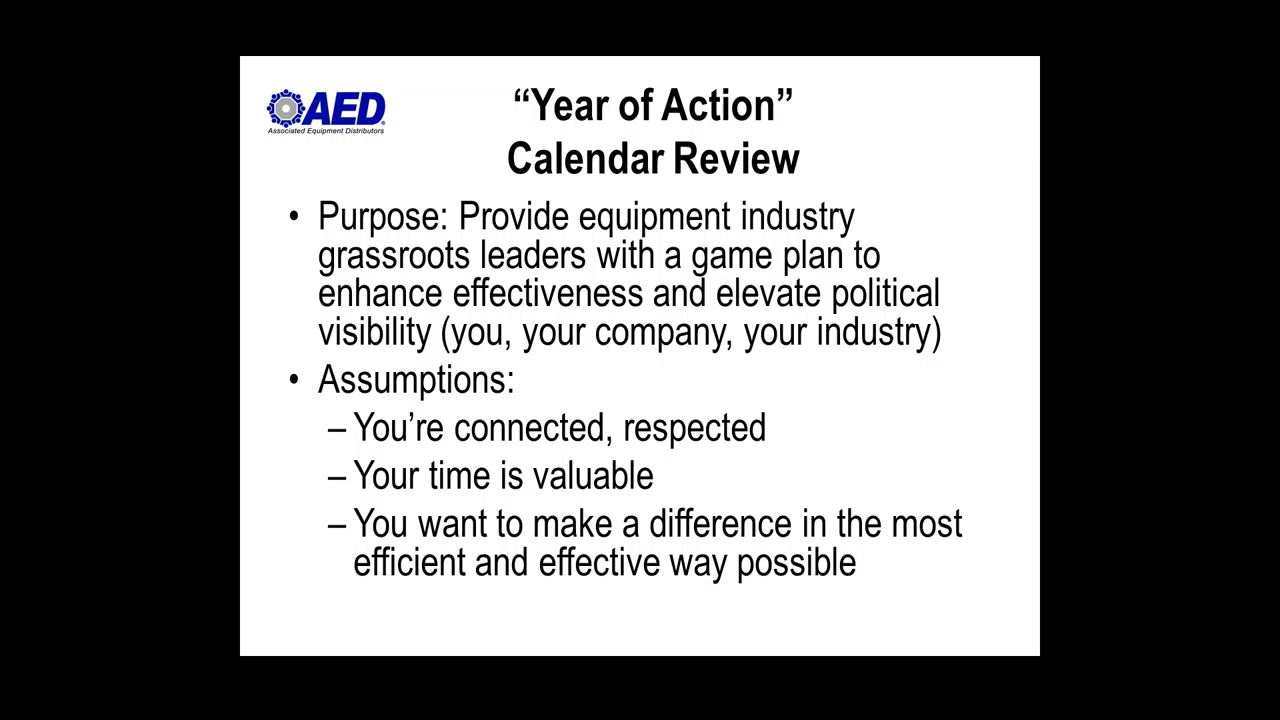 AED
Associated Equipment Distributors
“Year of Action”
Calendar Review
• Purpose: Provide equipment industry
grassroots leaders with a game plan to
enhance effectiveness and elevate political
visibility (you, your company, your industry)
• Assumptions:
– You’re connected, respected
– Your time is valuable
– You want to make a difference in the most
efficient and effective way possible